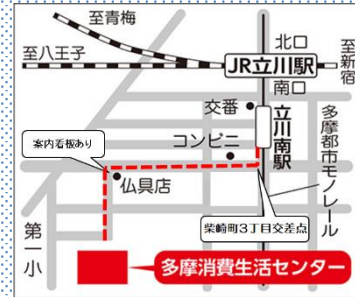 至青梅
至八王子
北口
JR立川駅
南口
至新宿
交番
コンビニ
立川南駅
多摩都市モノレール
案内看板あり
仏具店
柴崎町3丁目交差点
第一小
多摩消費生活センター